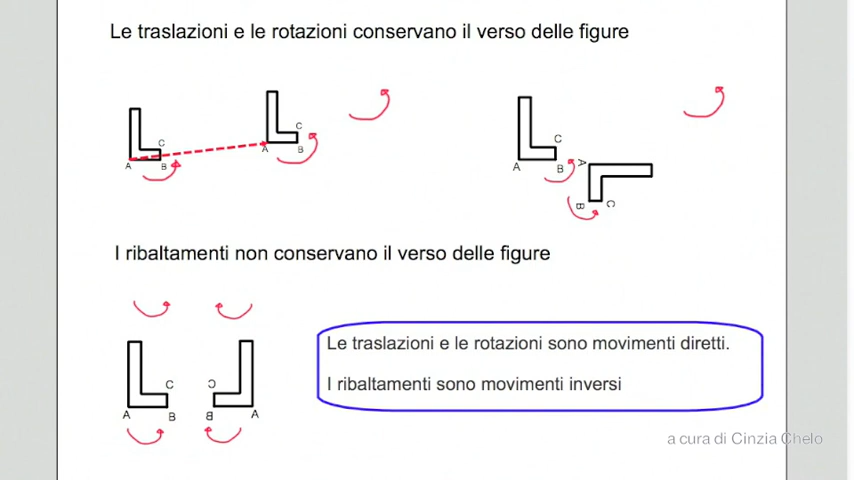 Le traslazioni e le rotazioni conservano il verso delle figure
C
A
B
C
A
B
C
A
B
A
B
C
I ribaltamenti non conservano il verso delle figure
C
A
B
C
B
A
Le traslazioni e le rotazioni sono movimenti diretti.
I ribaltamenti sono movimenti inversi
a cura di Cinzia Chelo